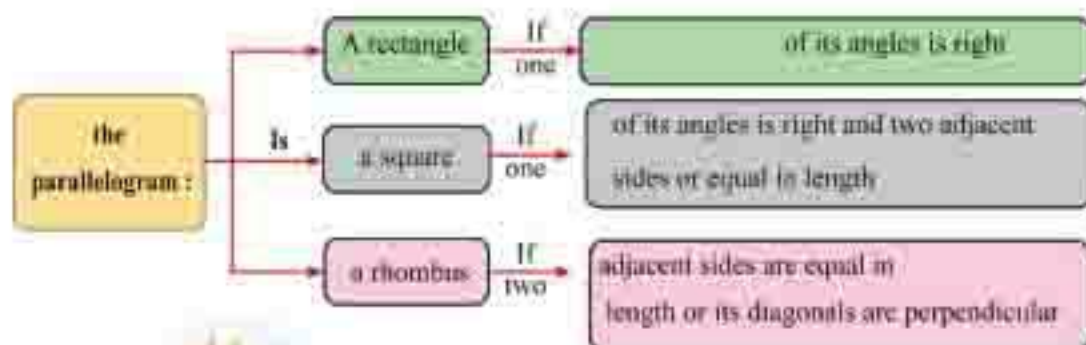 the
parallelogram :
Is
A rectangle
If
one
of its angles is right
a square
If
one
of its angles is right and two adjacent
sides or equal in length
a rhombus
If
two
adjacent sides are equal in
length or its diagonals are perpendicular